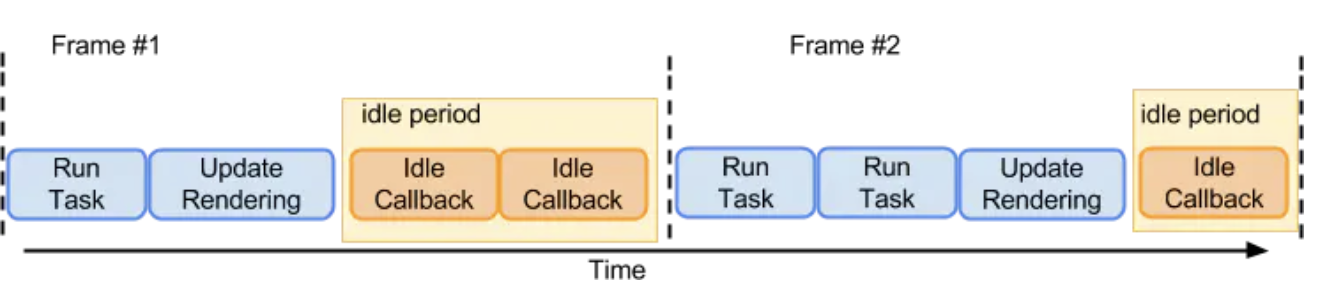 Frame #1
Frame #2
idle period
idle period
Run
Task
Update
Rendering
Idle
Callback
Idle
Callback
Run
Task
Run
Task
Update
Rendering
Idle
Callback
Time